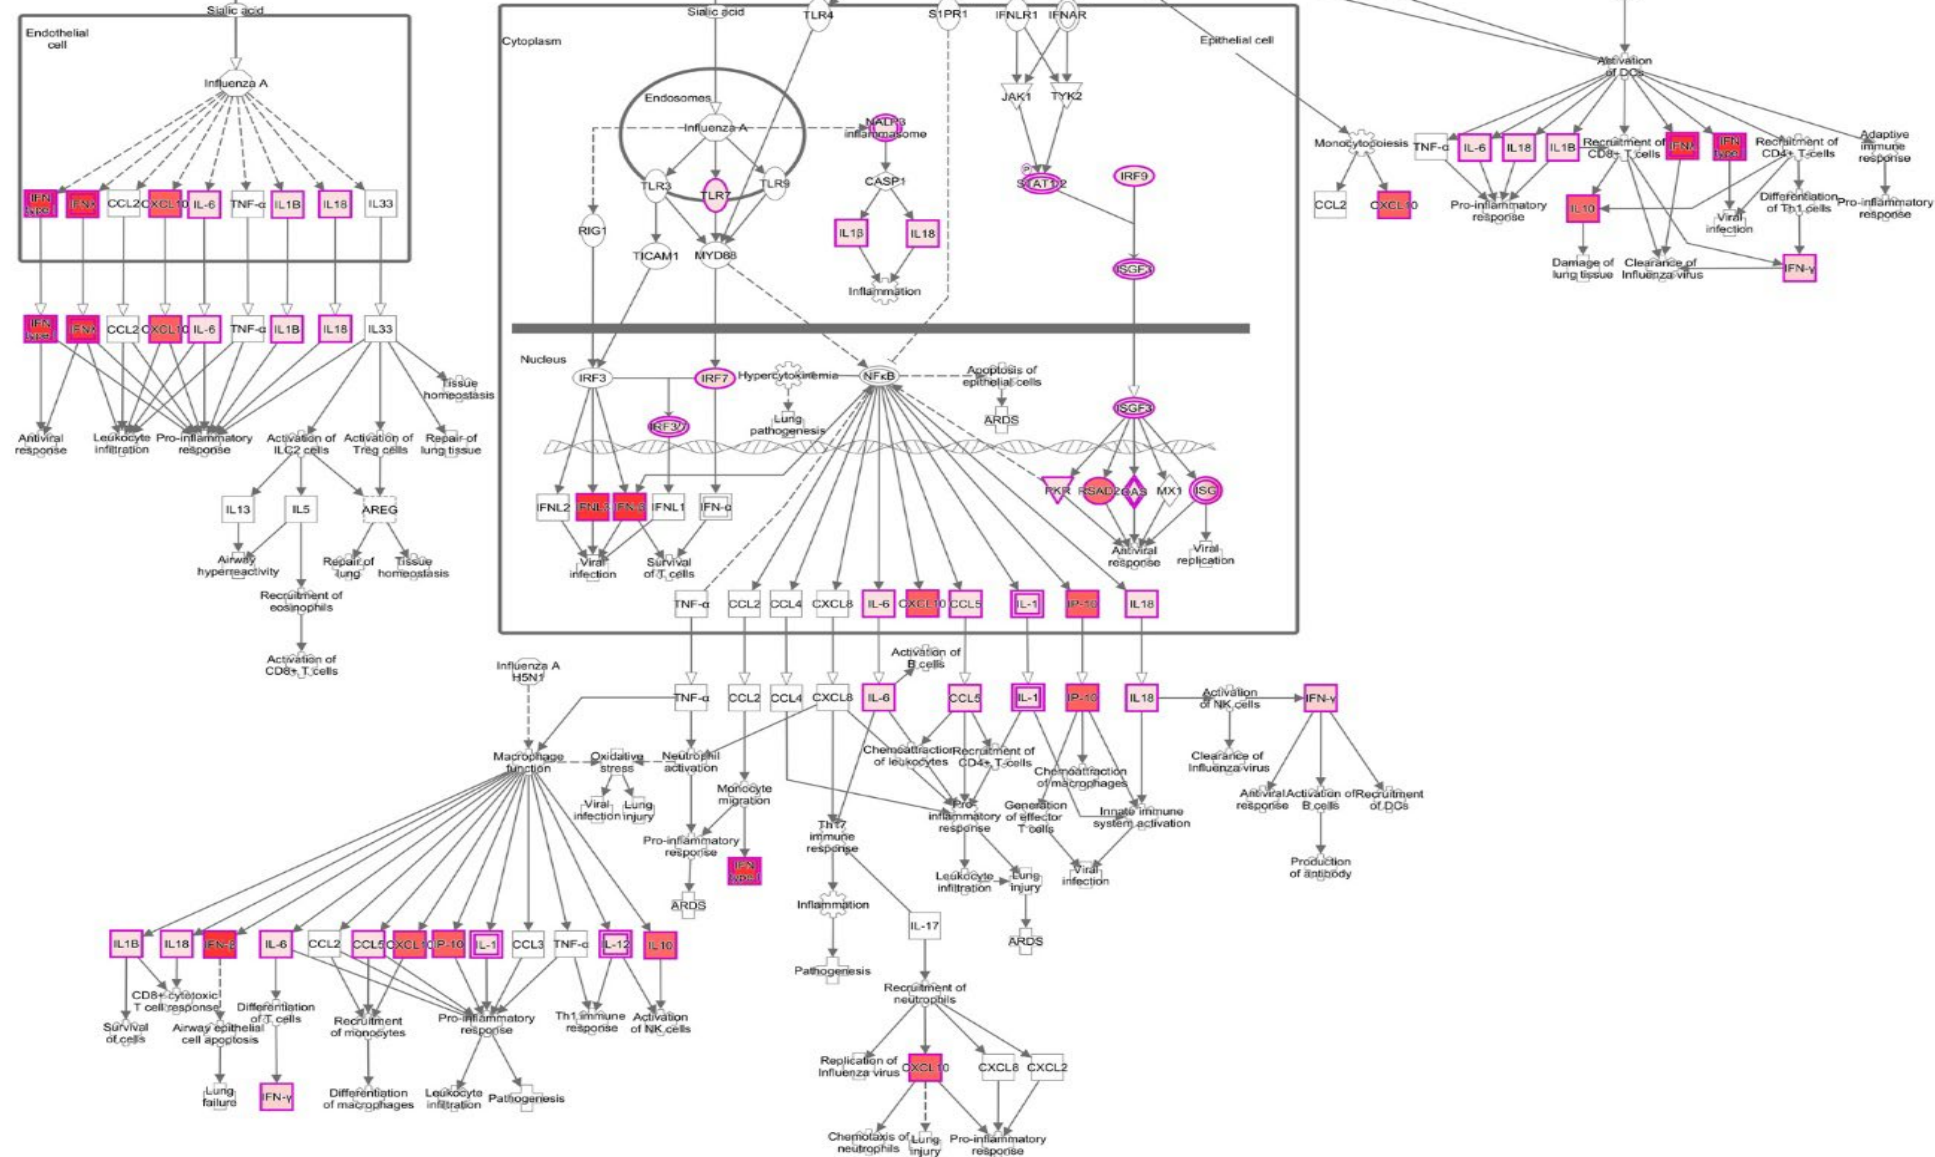 Sialic acid
Endothelial
cell
Influenza A
IFN
type I
IFNλ
CCL2
CXCL10
IL-6
TNF-α
IL1B
IL18
IL33
IFN
type I
IFNλ
CCL2
CXCL10
IL-6
TNF-α
IL1B
IL18
IL33
Tissue
homeostasis
Antiviral
response
Leukocyte
infiltration
Pro-inflammatory
response
Activation of
ILC2 cells
Activation of
Treg cells
Repair of
lung tissue
IL13
IL5
AREG
Airway
hyperreactivity
Repair of
lung
Tissue
homeostasis
Recruitment of
eosinophils
Activation of
CD8+ T cells
Sialic acid
TLR4
S1PR1
IFNLR1
IFNAR
Cytoplasm
Epithelial cell
Endosomes
Influenza A
NALP3
inflammasome
JAK1
TYK2
TLR3
TLR7
TLR9
CASP1
P
STAT1/2
IRF9
RIG1
TICAM1
MYD88
IL1β
IL18
ISGF3
Inflammation
Nucleus
IRF3
IRF7
Hypercytokinemia
NFκB
Apoptosis of
epithelial cells
IRF3/7
Lung
pathogenesis
ARDS
ISGF3
IFNL2
IFNL3
IFN-β
IFNL1
IFN-α
PKR
RSAD2
OAS
MX1
ISG
Viral
infection
Survival
of T cells
Antiviral
response
Viral
replication
TNF-α
CCL2
CCL4
CXCL8
IL-6
CXCL10
CCL5
IL-1
IP-10
IL18
Influenza A
H5N1
Activation of
B cells
TNF-α
CCL2
CCL4
CXCL8
IL-6
CCL5
IL-1
IP-10
IL18
Activation
of NK cells
IFN-γ
Macrophage
function
Oxidative
stress
Neutrophil
activation
Chemoattraction
of leukocytes
Recruitment of
CD4+ T-cells
Chemoattraction
of macrophages
Clearance of
Influenza virus
Viral
infection
Lung
injury
Monocyte
migration
Pro-
inflammatory
response
Generation
of effector
T cells
Innate immune
system activation
Antiviral
response
Activation of
B cells
Recruitment
of DCs
Pro-inflammatory
response
Th17
immune
response
IFN
type I
Leukocyte
infiltration
Lung
injury
Viral
infection
Production
of antibody
ARDS
Inflammation
IL-17
ARDS
Pathogenesis
IL1B
IL18
IFN-β
IL-6
CCL2
CCL5
CXCL10
IP-10
IL-1
CCL3
TNF-α
IL-12
IL10
CD8+ cytotoxic
T cell response
Survival
of cells
Airway epithelial
cell apoptosis
Differentiation
of T cells
Recruitment
of monocytes
Pro-inflammatory
response
Th1 immune
response
Activation
of NK cells
Lung
failure
IFN-γ
Differentiation
of macrophages
Leukocyte
infiltration
Pathogenesis
Recruitment of
neutrophils
Replication of
Influenza virus
CXCL10
CXCL8
CXCL2
Chemotaxis of
neutrophils
Lung
injury
Pro-inflammatory
response
Activation
of DCs
Monocytopoiesis
TNF-α
IL-6
IL18
IL1B
Recruitment of
CD8+ T cells
IFNλ
IFN
type I
Recruitment of
CD4+ T-cells
Adaptive
immune
response
CCL2
CXCL10
Pro-inflammatory
response
IL10
Viral
infection
Differentiation
of Th1 cells
Pro-inflammatory
response
Damage of
lung tissue
Clearance of
Influenza virus
IFN-γ